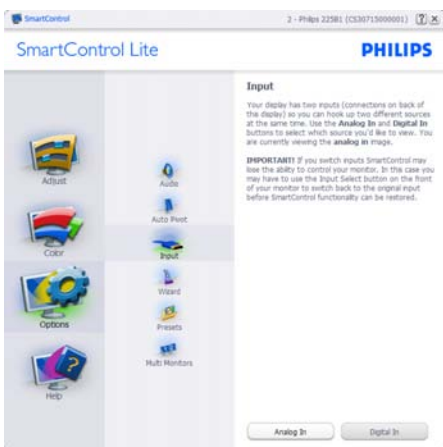 SmartControl
2 - Philips 225B1 (CS30715000001)
SmartControl Lite
PHILIPS
Adjust
Color
Options
Help
Audio
Auto Pivot
Input
Wizard
Presets
Multi Monitors
Input
Your display has two inputs (connections on back of
the display) so you can hook up two different sources
at the same time. Use the Analog In and Digital In
buttons to select which source you'd like to view. You
are currently viewing the analog in image.
IMPORTANT! If you switch inputs SmartControl may
lose the ability to control your monitor. In this case you
may have to use the Input Select button on the front
of your monitor to switch back to the original input
before SmartControl functionality can be restored.
Analog In
Digital In